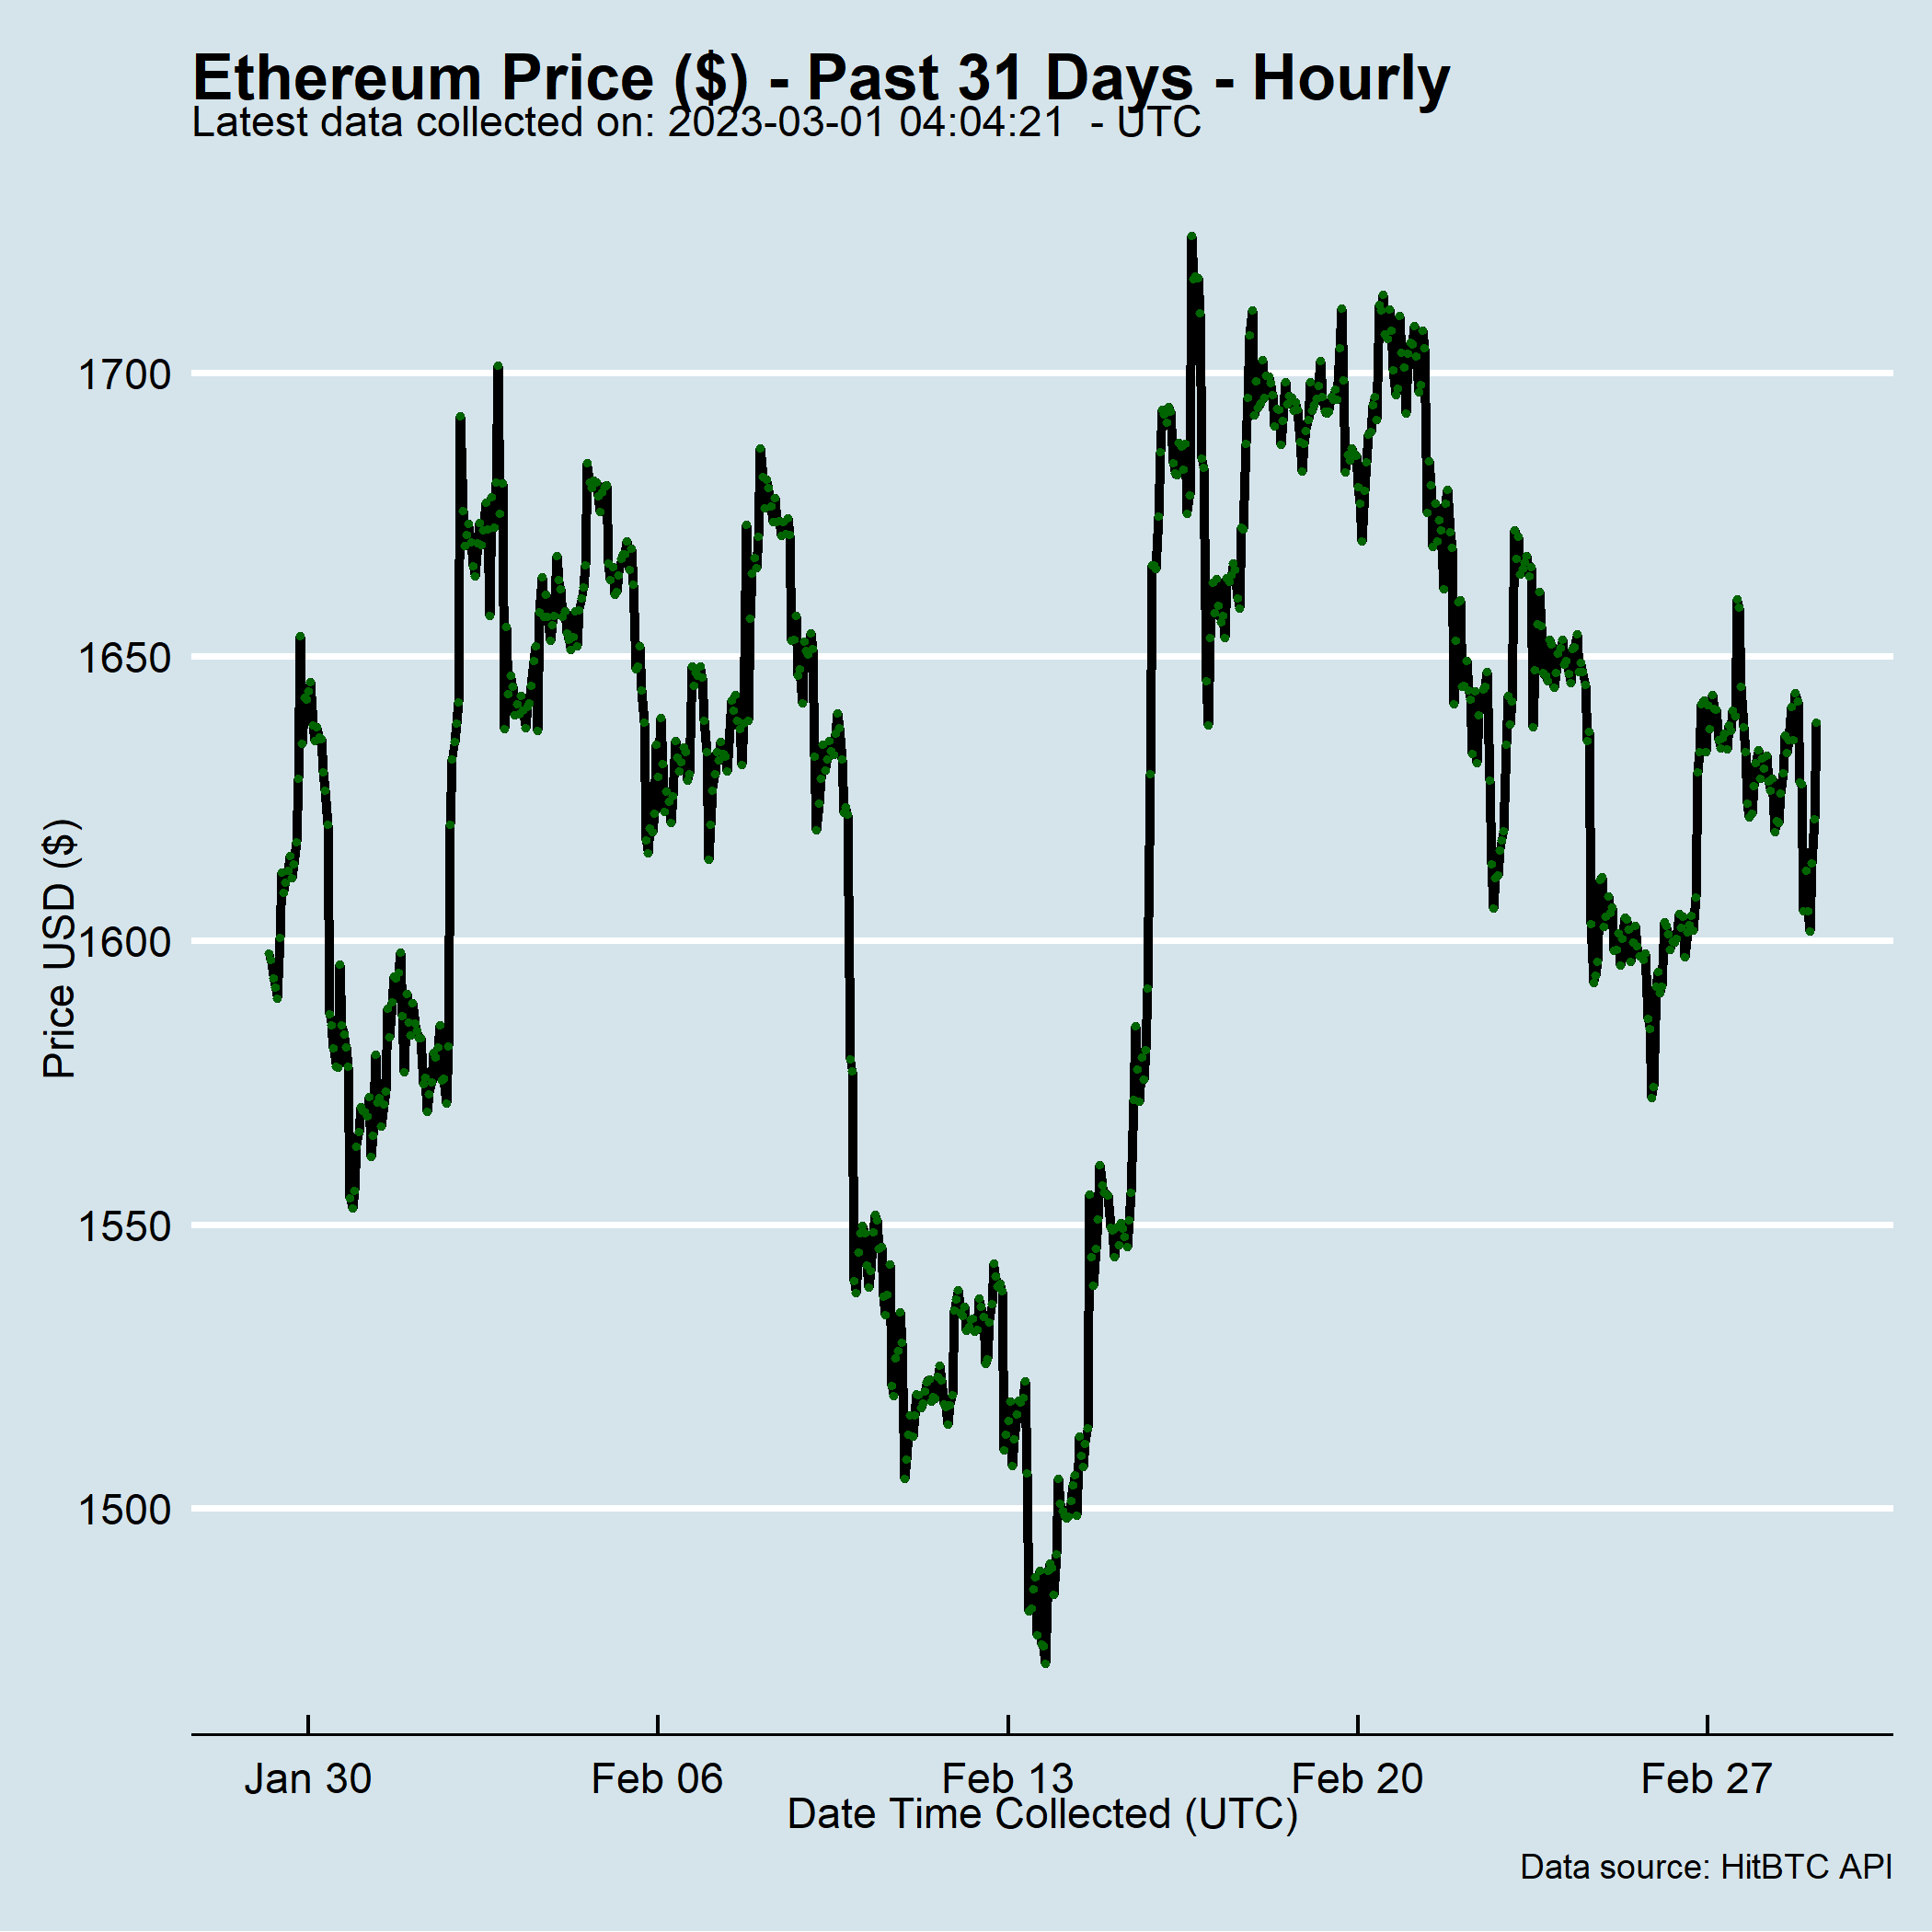 Ethereum Price ($) - Past 31 Days - Hourly
Latest data collected on: 2023-03-01 04:04:21  - UTC
Price USD ($)
1700
1650
1600
1550
1500
Jan 30
Feb 06
Feb 13
Feb 20
Feb 27
Date Time Collected (UTC)
Data source: HitBTC API